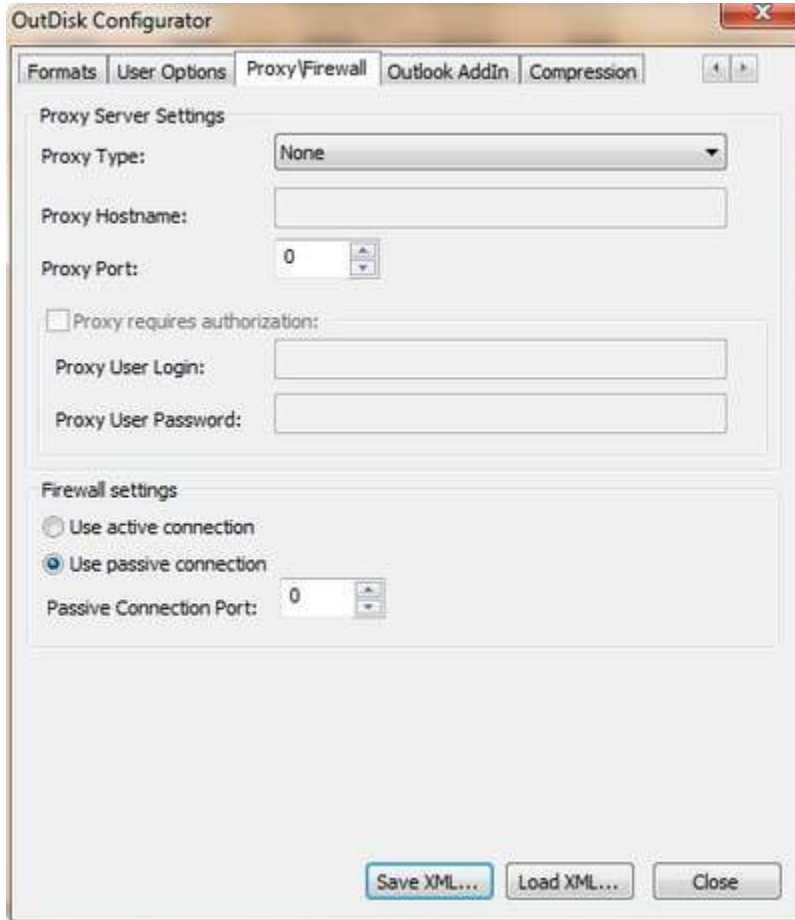 OutDisk Configurator
Formats User Options Proxy\Firewall Outlook AddIn Compression
Proxy Server Settings
Proxy Type: None
Proxy Hostname:
Proxy Port: 0
Proxy requires authorization:
Proxy User Login:
Proxy User Password:
Firewall settings
Use active connection
Use passive connection
Passive Connection Port: 0
Save XML... Load XML... Close